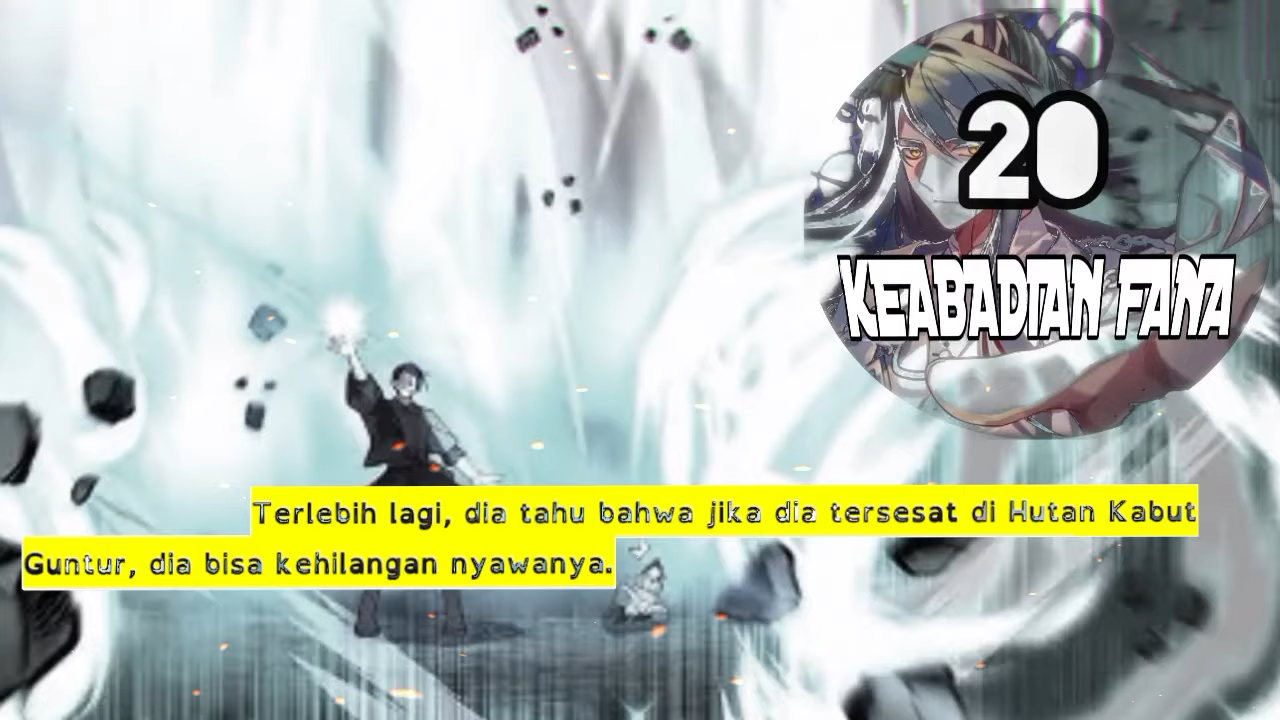 20
KEABADIAN FANA
Terlebih lagi, dia tahu bahwa jika dia tersesat di Hutan Kabut
Guntur, dia bisa kehilangan nyawanya.